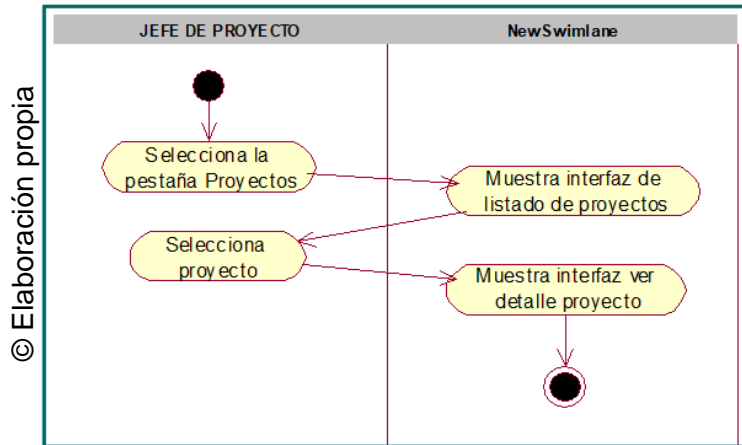 JEFE DE PROYECTO
NewSwimlane
Selecciona la
pestaña Proyectos
Muestra interfaz de
listado de proyectos
Selecciona
proyecto
Muestra interfaz ver
detalle proyecto
© Elaboración propia